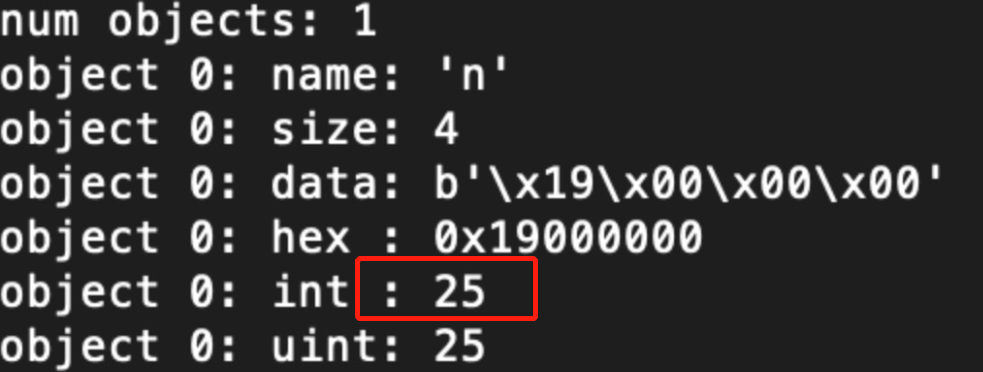 num objects: 1
object 0: name: 'n'
object 0: size: 4
object 0: data: b'\x19\x00\x00\x00'
object 0: hex : 0x19000000
object 0: int : 25
object 0: uint: 25